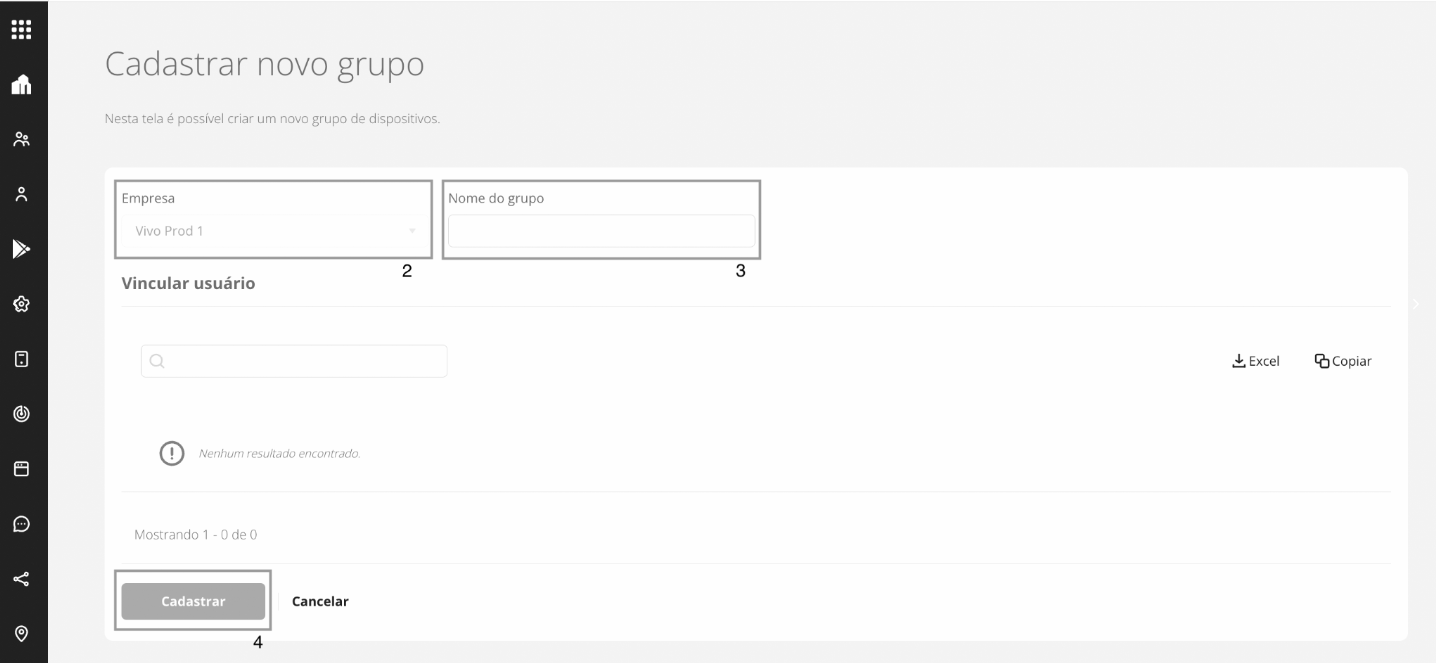 Cadastrar novo grupo
Nesta tela é possível criar um novo grupo de dispositivos.
Empresa
Nome do grupo
Vivo Prod 1
2
3
Vincular usuário
Excel
Copiar
Nenhum resultado encontrado.
Mostrando 1 - 0 de 0
Cadastrar
Cancelar
4